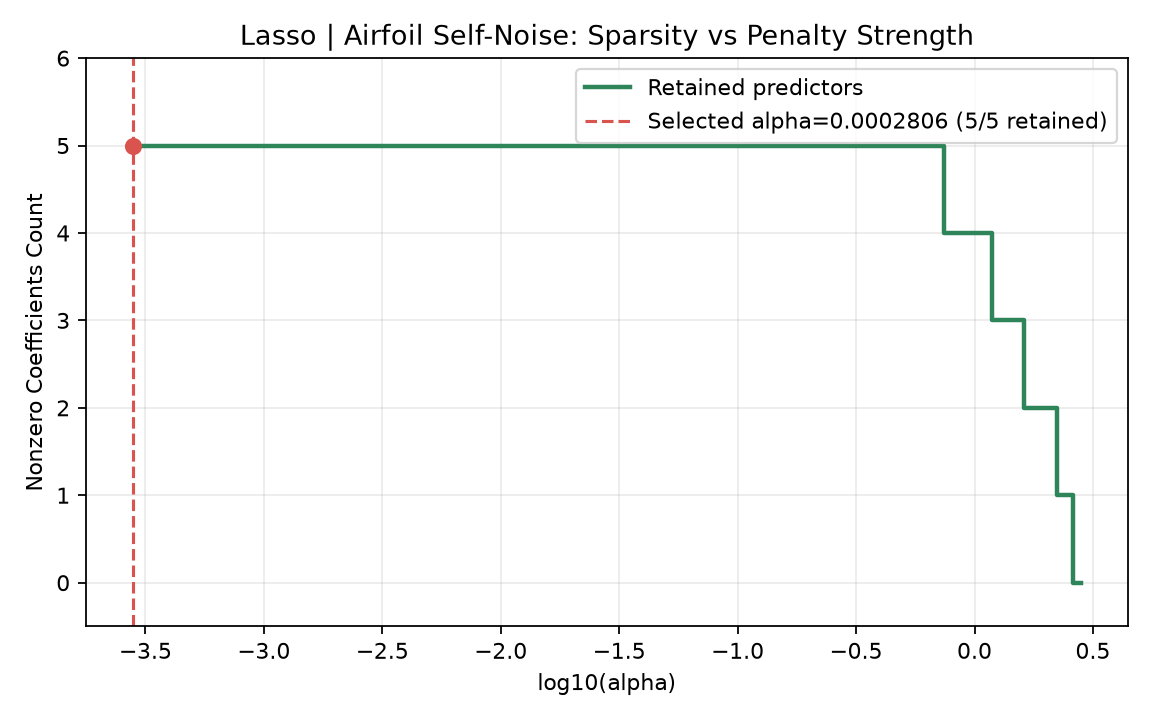 Lasso | Airfoil Self-Noise: Sparsity vs Penalty Strength
Retained predictors
Selected alpha=0.0002806 (5/5 retained)
Nonzero Coefficients Count
6
5
4
3
2
1
0
−3.5 −3.0 −2.5 −2.0 −1.5 −1.0 −0.5 0.0 0.5
log10(alpha)